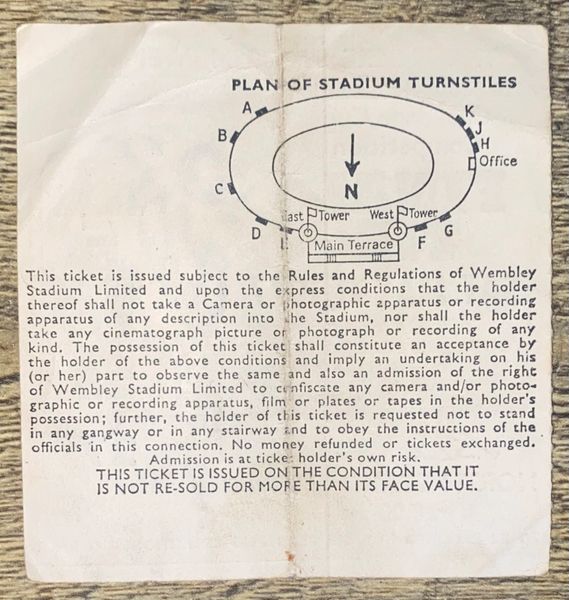 PLAN OF STADIUM TURNSTILES
A
K
J
B
H
Office
N
C
East Tower
West Tower
D
F
G
Main Terrace
This ticket is issued subject to the Rules and Regulations of Wembley
Stadium Limited and upon the express conditions that the holder
thereof shall not take a Camera or photographic apparatus or recording
apparatus of any description into the Stadium, nor shall the holder
take any cinematograph picture or photograph or recording of any
kind. The possession of this ticket shall constitute an acceptance by
the holder of the above conditions and imply an undertaking on his
(or her) part to observe the same and also an admission of the right
of Wembley Stadium Limited to confiscate any camera and/or photo-
graphic or recording apparatus, film or plates or tapes in the holder's
possession; further, the holder of this ticket is requested not to stand
in any gangway or in any stairway and to obey the instructions of the
officials in this connection. No money refunded or tickets exchanged.
Admission is at ticket holder's own risk.
THIS TICKET IS ISSUED ON THE CONDITION THAT IT
IS NOT RE-SOLD FOR MORE THAN ITS FACE VALUE.